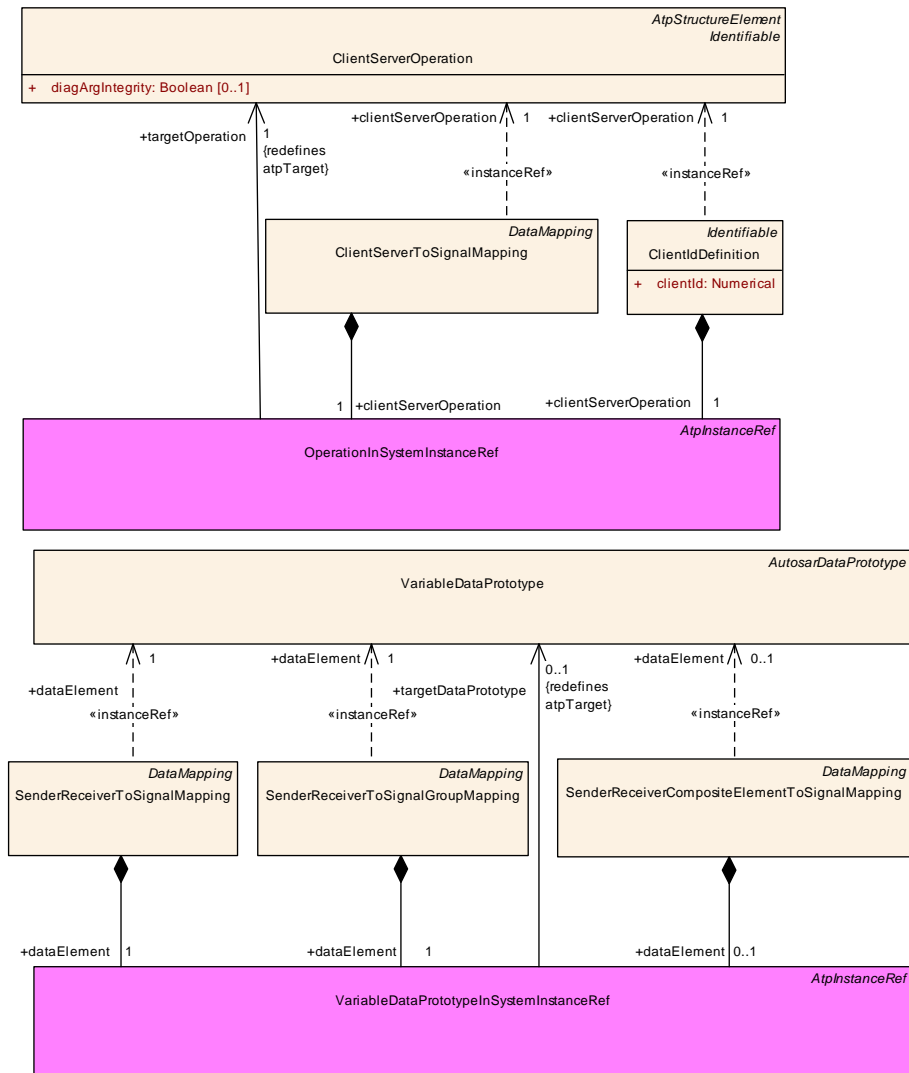 AtpStructureElement
Identifiable
ClientServerOperation
+ diagArgIntegrity: Boolean [0..1]
+clientServerOperation 1
+clientServerOperation 1
+targetOperation 1
{redefines
atpTarget}
«instanceRef»
«instanceRef»
DataMapping
ClientServerToSignalMapping
Identifiable
ClientIdDefinition
+ clientId: Numerical
1 +clientServerOperation
+clientServerOperation 1
AtpInstanceRef
OperationInSystemInstanceRef
AutosarDataPrototype
VariableDataPrototype
1
+dataElement 1
+dataElement 0..1
0..1
{redefines
atpTarget}
+dataElement
+targetDataPrototype
«instanceRef»
«instanceRef»
«instanceRef»
DataMapping
SenderReceiverToSignalMapping
DataMapping
SenderReceiverToSignalGroupMapping
DataMapping
SenderReceiverCompositeElementToSignalMapping
+dataElement 1
+dataElement 1
+dataElement 0..1
AtpInstanceRef
VariableDataPrototypeInSystemInstanceRef